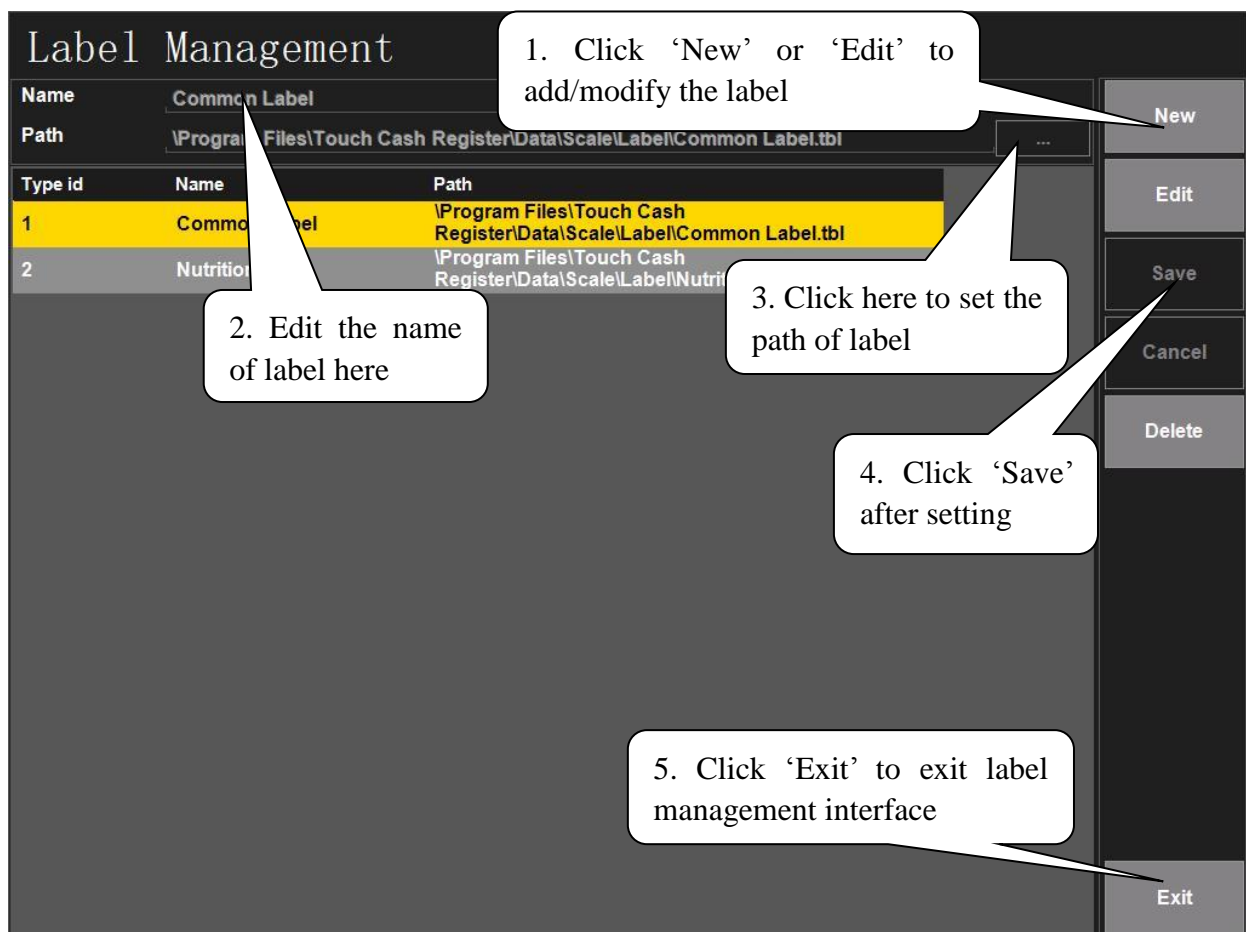 Label Management
1. Click ‘New’ or ‘Edit’ to
add/modify the label
Name
Common Label
Path
\Program Files\Touch Cash Register\Data\Scale\Label\Common Label.tbl
...
New
Edit
Save
Cancel
Delete
Exit
Type id Name Path
1
\Program Files\Touch Cash
Register\Data\Scale\Label\Common Label.tbl
2
\Program Files\Touch Cash
2. Edit the name
of label here
3. Click here to set the
path of label
4. Click ‘Save’
after setting
5. Click ‘Exit’ to exit label
management interface